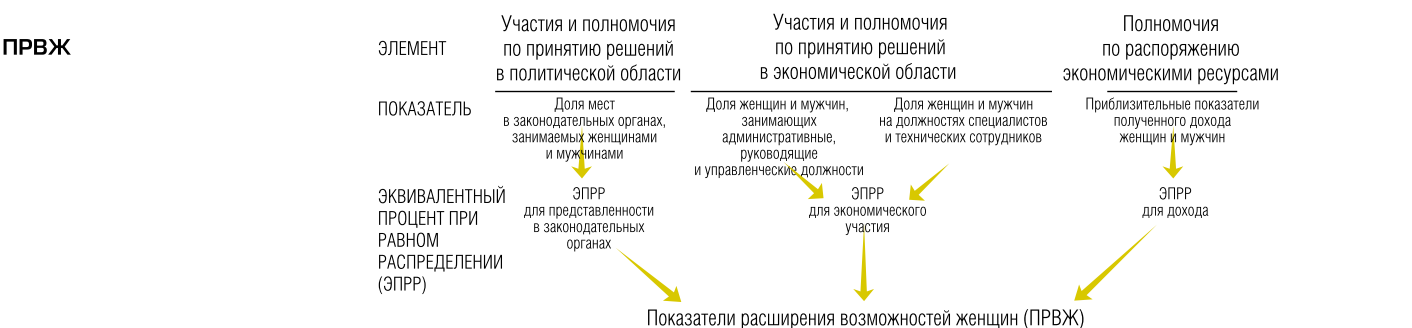 ПРВЖ
ЭЛЕМЕНТ
Участия и полномочия
по принятию решений
в политической области
Участия и полномочия
по принятию решений
в экономической области
Полномочия
по распоряжению
экономическими ресурсами
ПОКАЗАТЕЛЬ
Доля мест
в законодательных органах,
занимаемых женщинами
и мужчинами
Доля женщин и мужчин,
занимающих
административные,
руководящие
и управленческие должности
Доля женщин и мужчин
на должностях специалистов
и технических сотрудников
Приблизительные показатели
полученного дохода
женщин и мужчин
ЭКВИВАЛЕНТНЫЙ
ПРОЦЕНТ ПРИ
РАВНОМ
РАСПРЕДЕЛЕНИИ
(ЭПРР)
ЭПРР
для представленности
в законодательных
органах
ЭПРР
для экономического
участия
ЭПРР
для дохода
Показатели расширения возможностей женщин (ПРВЖ)